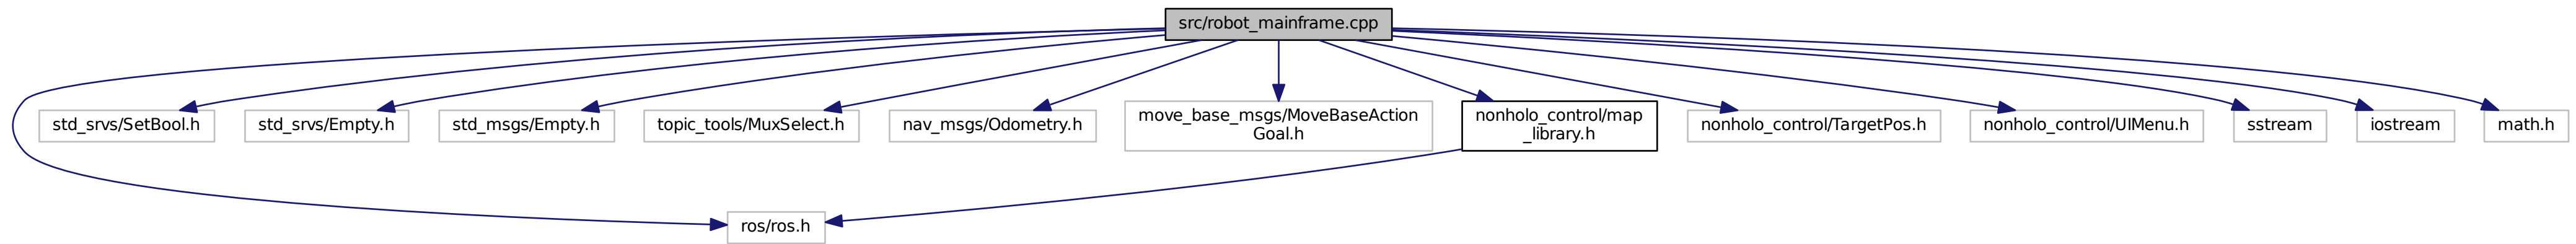 src/robot_mainframe.cpp
std_srvs/SetBool.h
std_srvs/Empty.h
std_msgs/Empty.h
topic_tools/MuxSelect.h
nav_msgs/Odometry.h
move_base_msgs/MoveBaseAction
Goal.h
nonholo_control/map
_library.h
nonholo_control/TargetPos.h
nonholo_control/UIMenu.h
sstream
iostream
math.h
ros/ros.h